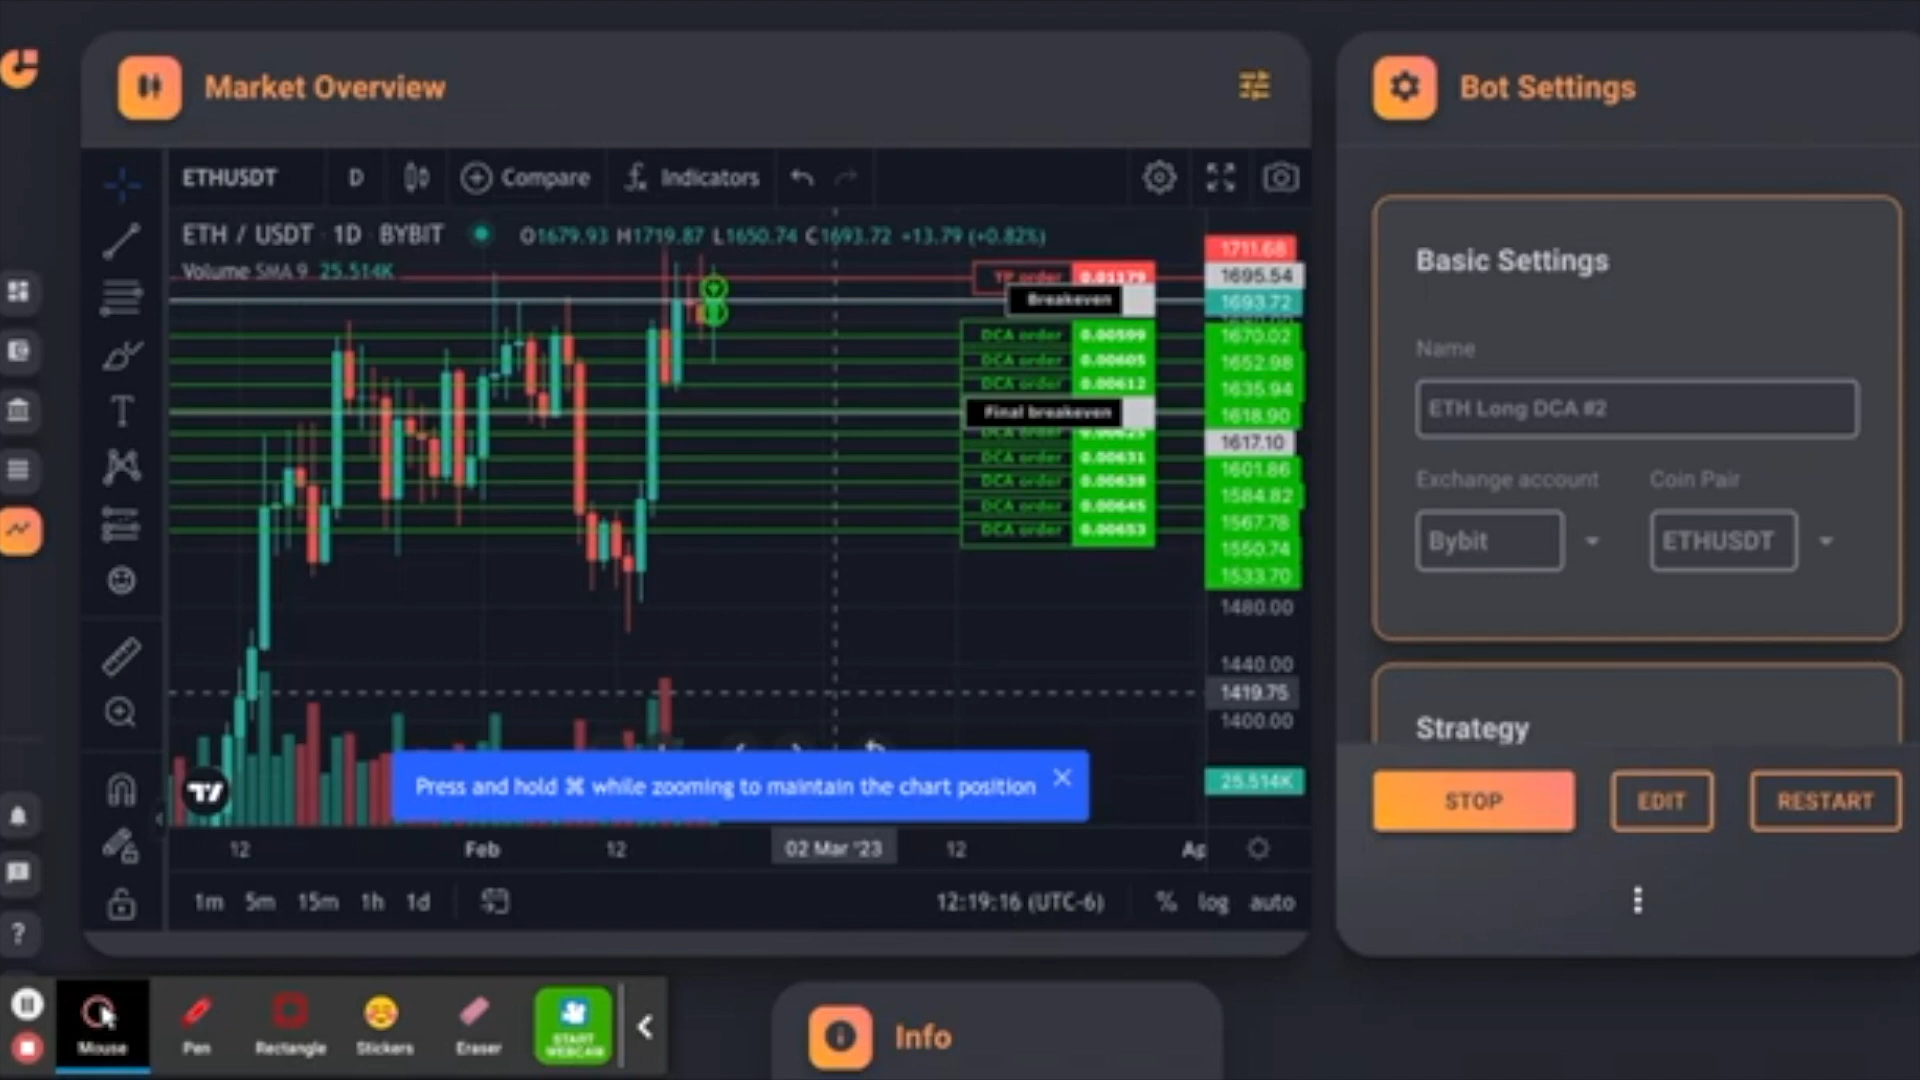 Market Overview
Bot Settings
ETHUSDT D Compare Indicators
ETH / USDT 1D BYBIT O1679.93 H1719.87 L1650.74 C1693.72 +13.79 (+0.82%)
Volume SMA 9 25.514K
1711.68
TP order 0.01179
1695.54
Breakeven
1693.72
DCA order 0.00599
1670.02
DCA order 0.00605
1652.98
DCA order 0.00612
1635.94
Final breakeven
1618.90
DCA order
1617.10
DCA order 0.00631
1601.86
DCA order 0.00638
1584.82
DCA order 0.00645
1567.78
DCA order 0.00653
1550.74
1533.70
1480.00
1440.00
1419.75
1400.00
25.514K
Press and hold ⌘ while zooming to maintain the chart position
12 Feb 12 02 Mar '23 12 Ap
1m 5m 15m 1h 1d
12:19:16 (UTC-6) % log auto
Basic Settings
Name
ETH Long DCA #2
Exchange account Coin Pair
Bybit ETHUSDT
Strategy
STOP EDIT RESTART
Mouse Pen Rectangle Stickers Eraser
START
WEBCAM
Info